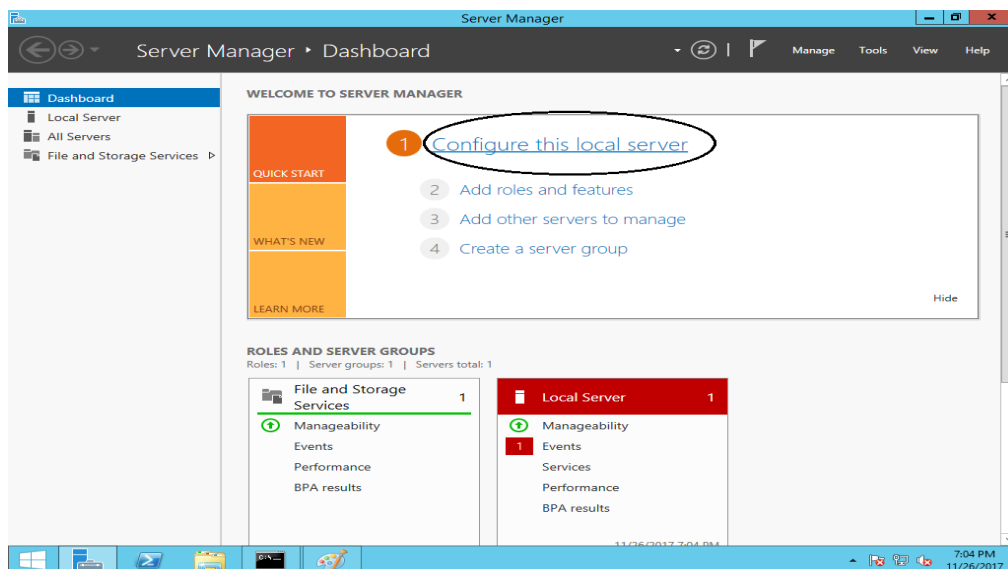 Server Manager
Server Manager ‣ Dashboard
Manage Tools View Help
Dashboard
Local Server
All Servers
File and Storage Services
WELCOME TO SERVER MANAGER
QUICK START
WHAT'S NEW
LEARN MORE
1 Configure this local server
2 Add roles and features
3 Add other servers to manage
4 Create a server group
Hide
ROLES AND SERVER GROUPS
Roles: 1 | Server groups: 1 | Servers total: 1
File and Storage Services 1
Manageability
Events
Performance
BPA results
Local Server 1
Manageability
1 Events
Services
Performance
BPA results
11/26/2017 7:04 PM
7:04 PM
11/26/2017